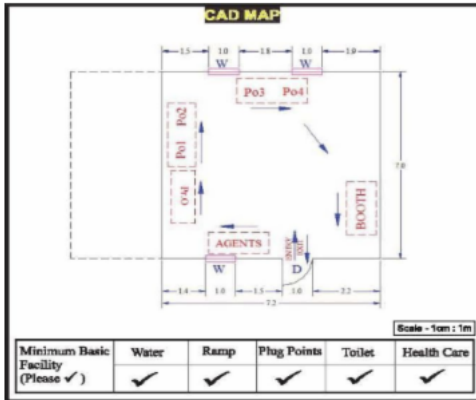 CAD MAP
1.5 1.0 1.8 1.0 1.9
W W
Po3 Po4
Po1 Po2
P/O
7.0
BOOTH
AGENTS
ENTRY
EXIT
W D
1.4 1.0 1.5 1.0 2.2
7.2
Scale - 1cm : 1m
Minimum Basic Facility (Please ✓) Water Ramp Plug Points Toilet Health Care
✓ ✓ ✓ ✓ ✓